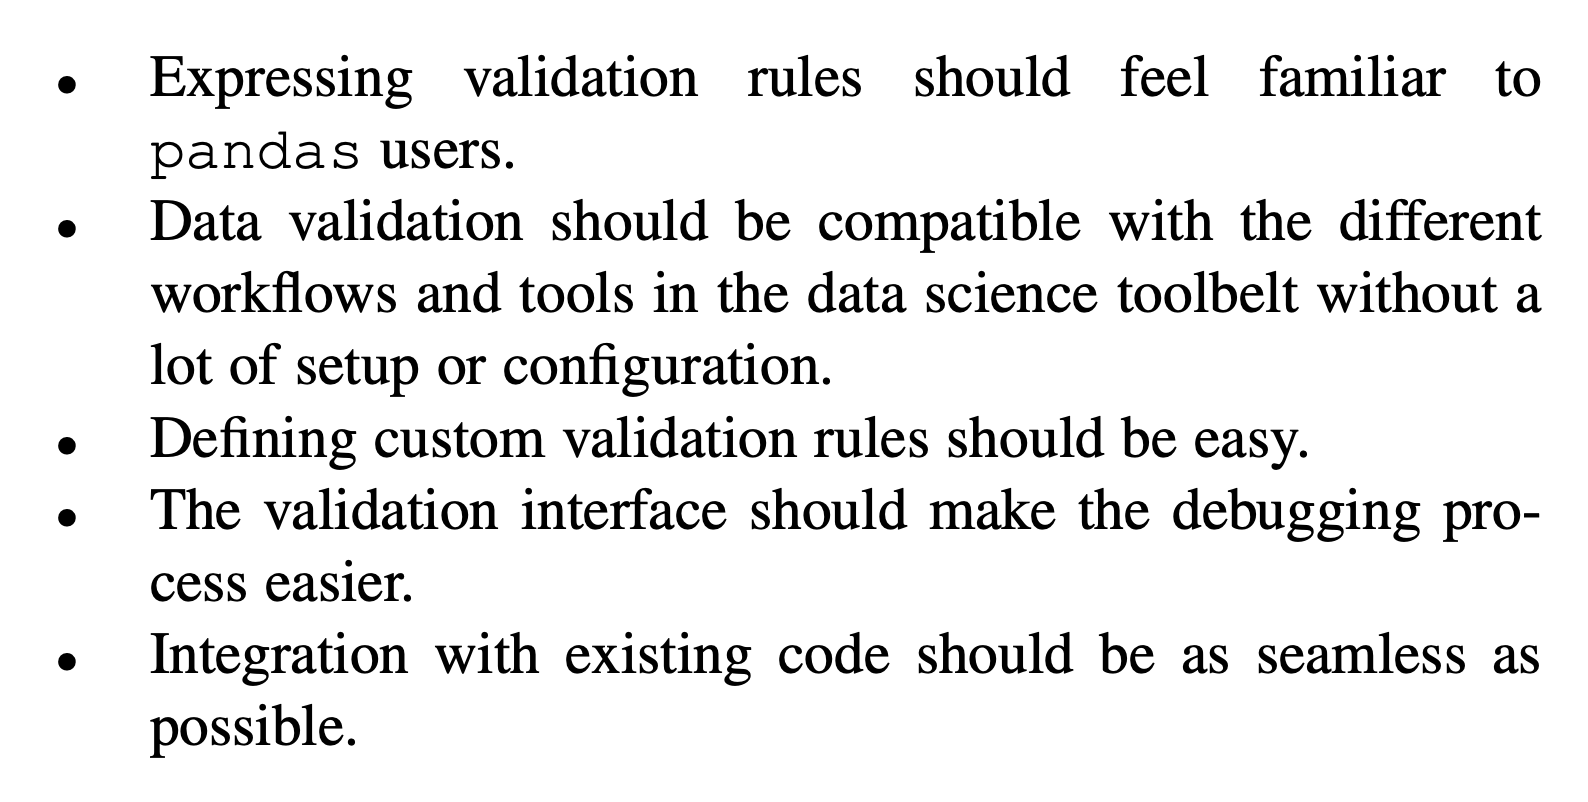 • Expressing validation rules should feel familiar to
pandas users.
• Data validation should be compatible with the different
workflows and tools in the data science toolbelt without a
lot of setup or configuration.
• Defining custom validation rules should be easy.
• The validation interface should make the debugging pro-
cess easier.
• Integration with existing code should be as seamless as
possible.